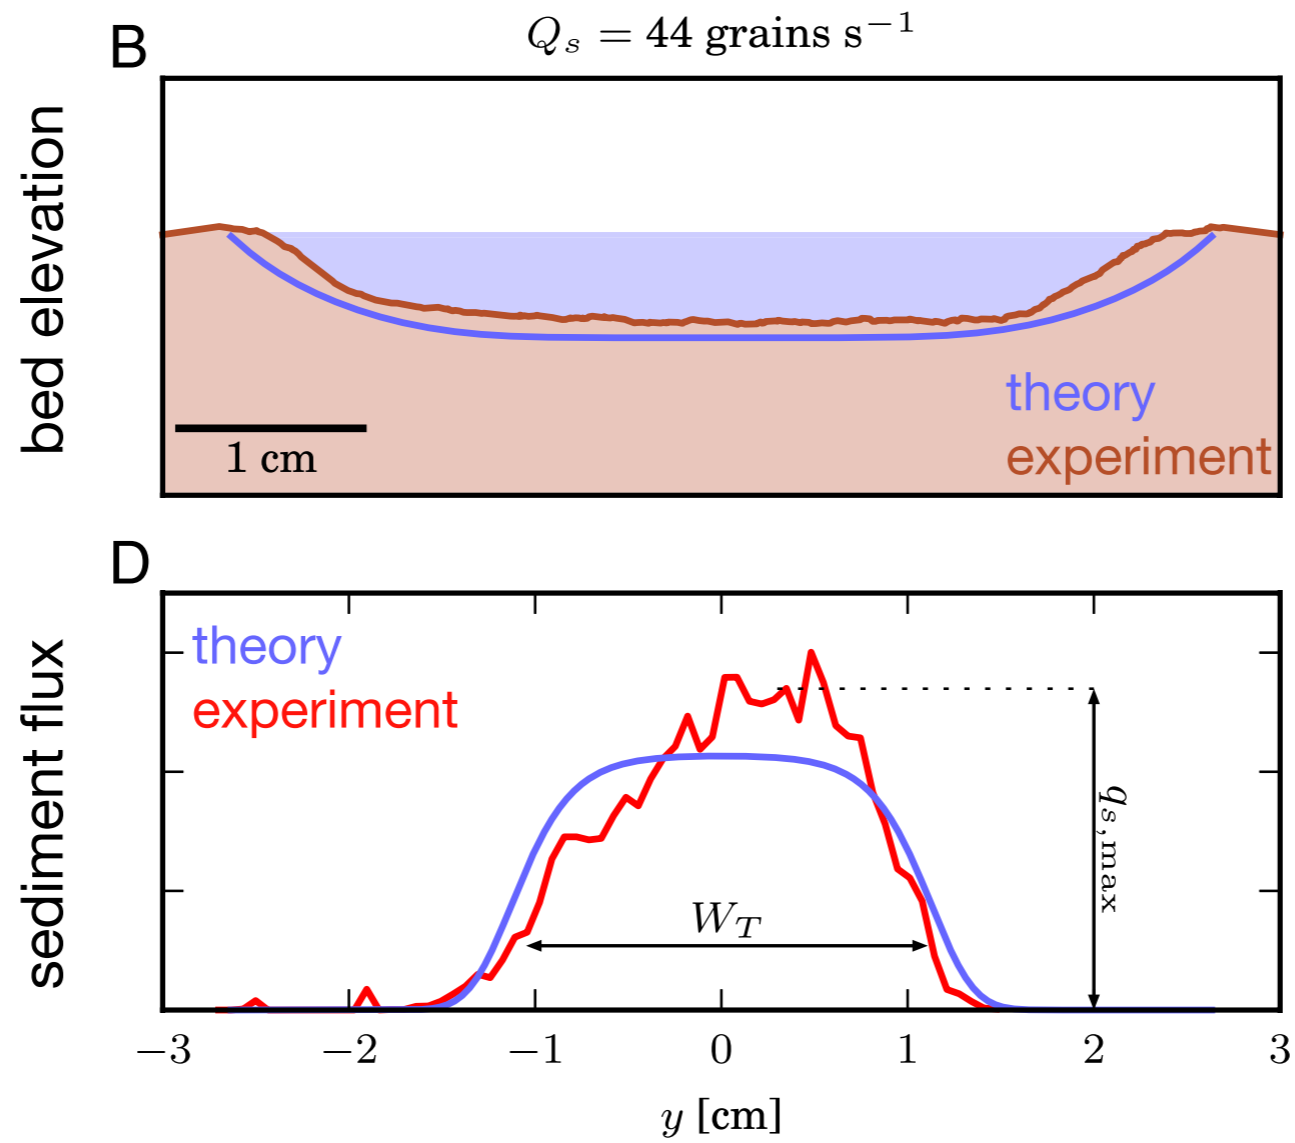 B
Q_s = 44 grains s⁻¹
bed elevation
theory
experiment
1 cm
D
sediment flux
theory
experiment
q_{s,max}
W_T
−3 −2 −1 0 1 2 3
y [cm]